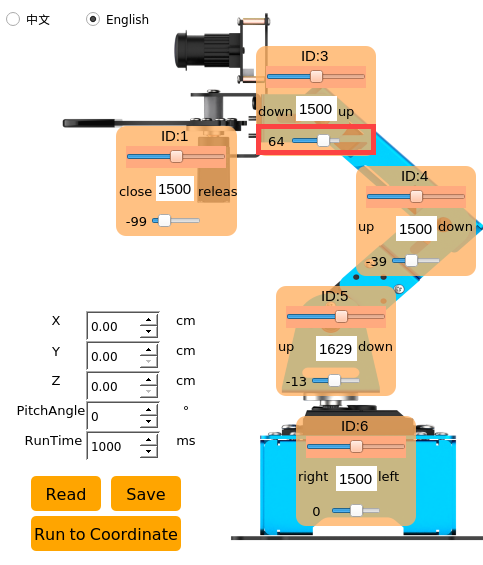 中文 English
ID:3
down 1500 up
64
ID:1
close 1500 releas
-99
ID:4
up 1500 down
-39
ID:5
up 1629 down
-13
ID:6
right 1500 left
0
X 0.00 cm
Y 0.00 cm
Z 0.00 cm
PitchAngle 0 °
RunTime 1000 ms
Read Save
Run to Coordinate